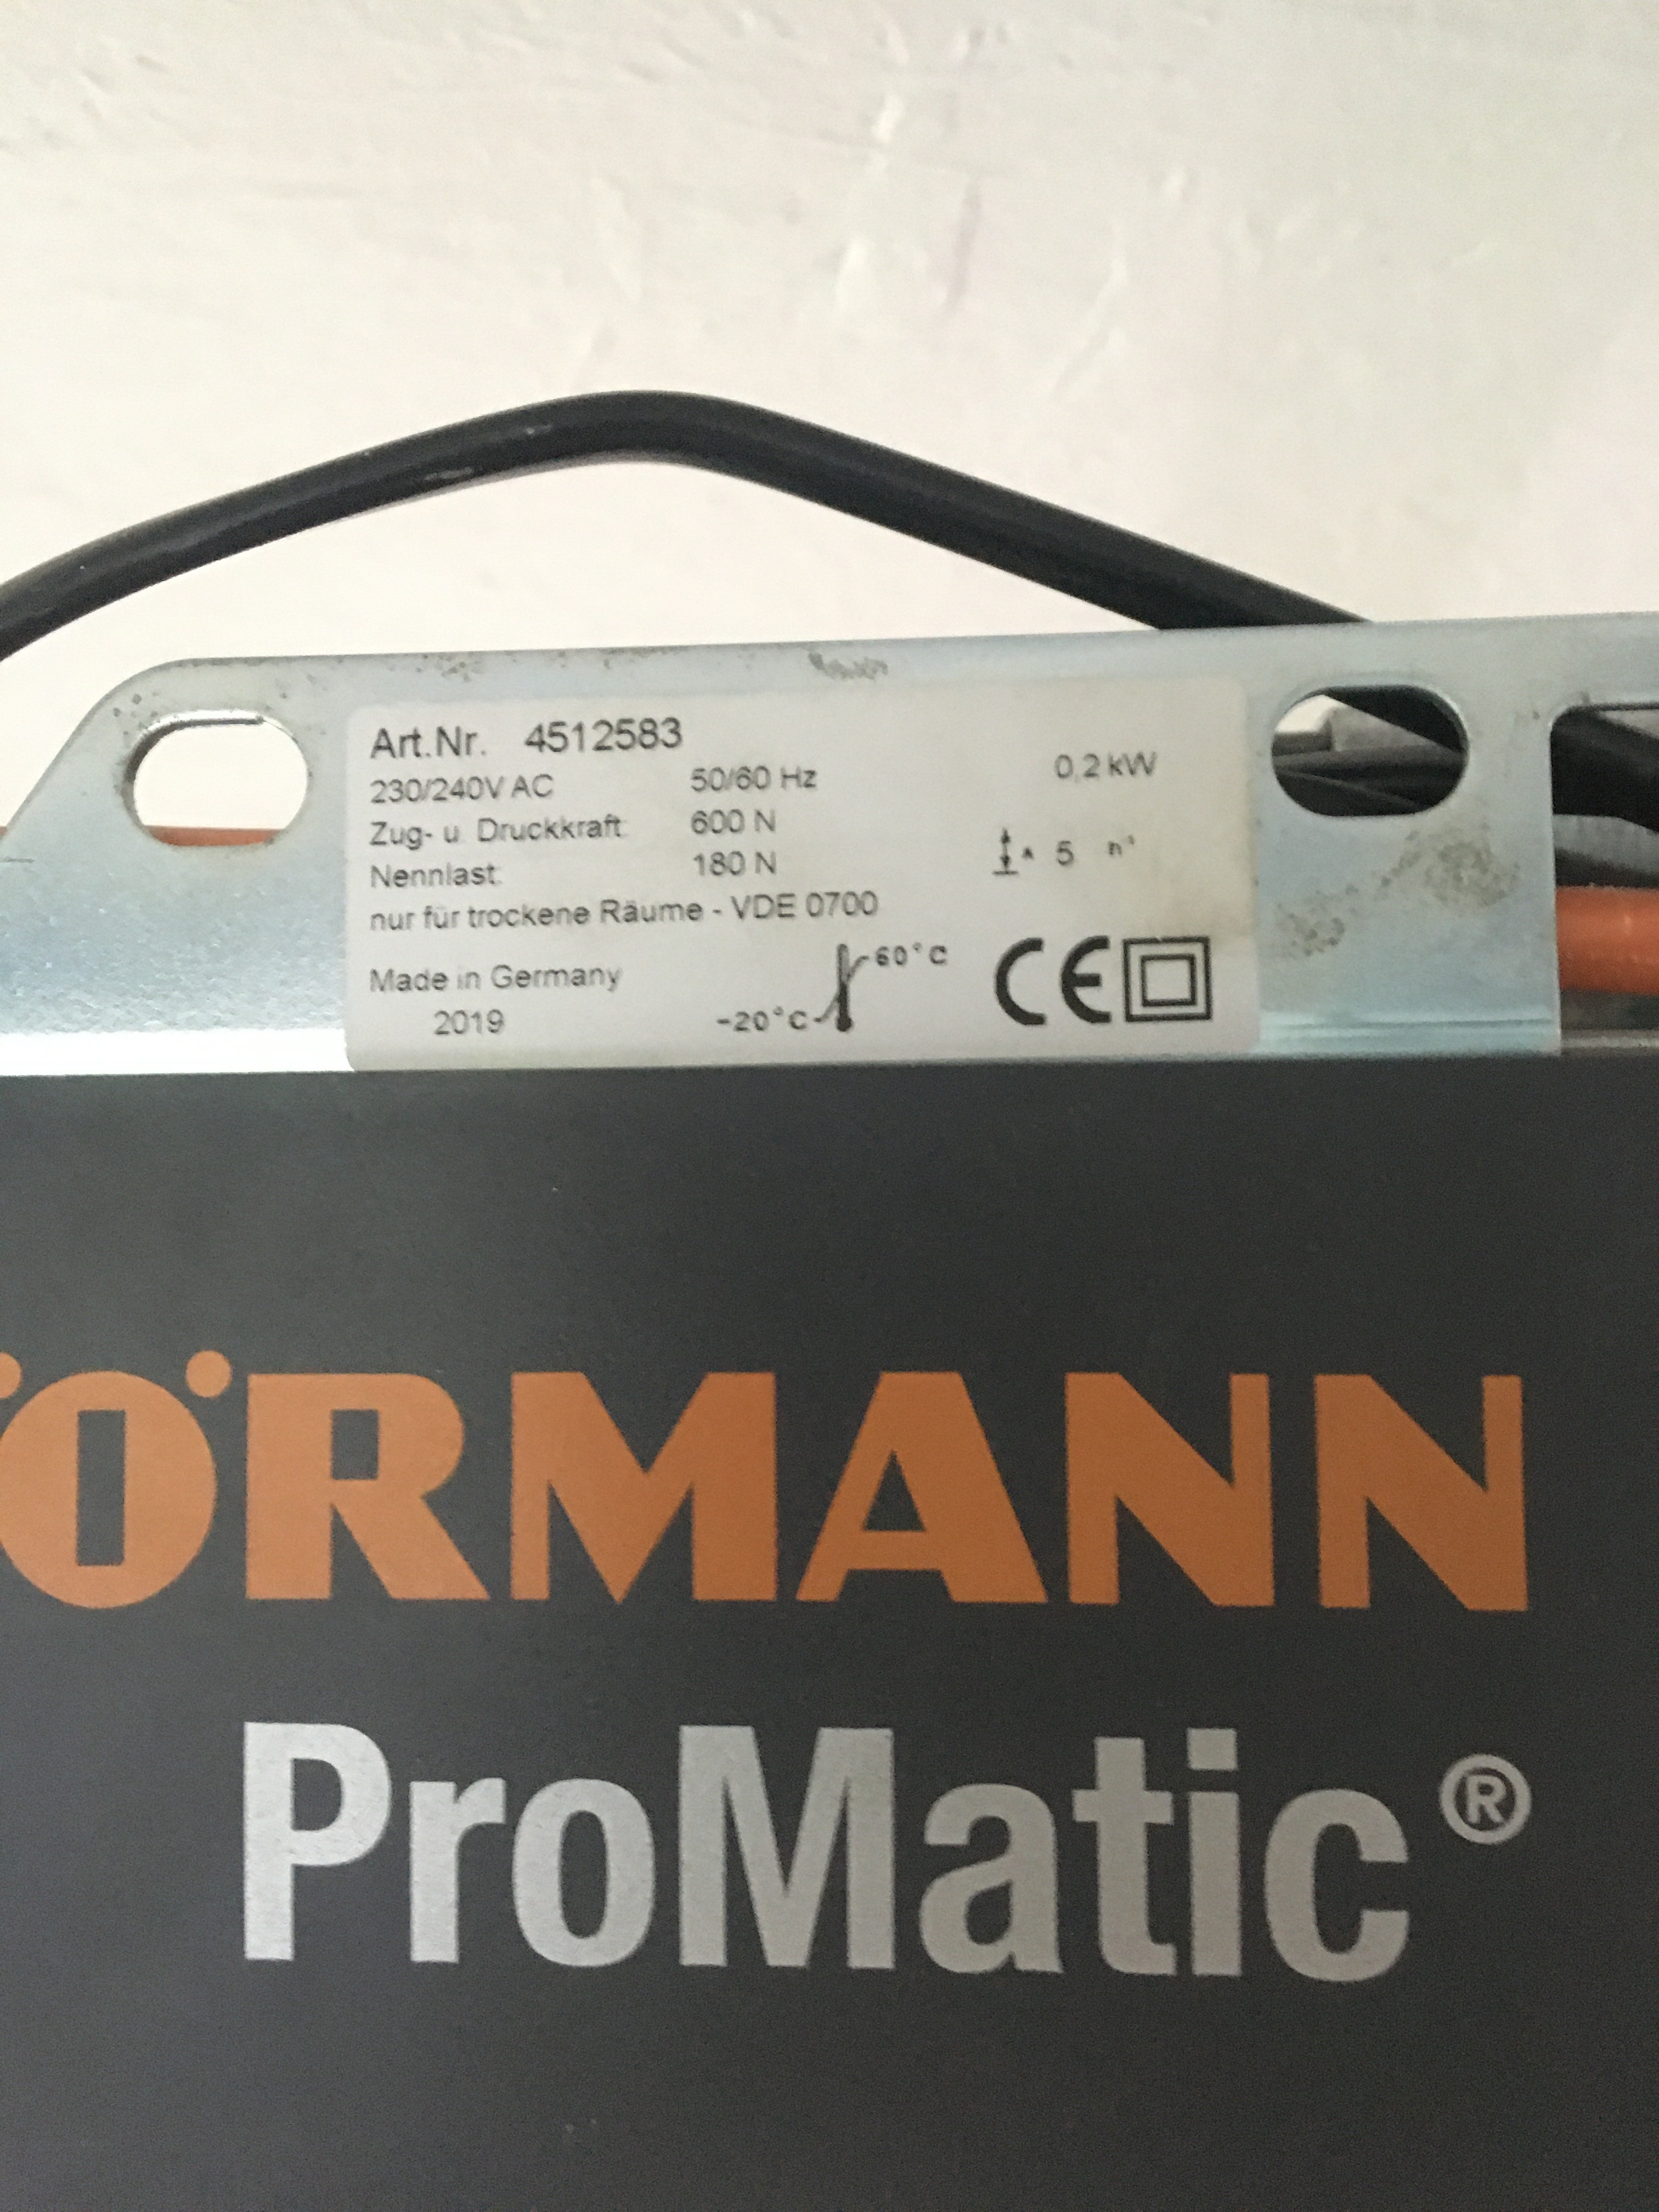 Art.Nr. 4512583
230/240V AC 50/60 Hz 0,2 kW
Zug- u. Druckkraft: 600 N
Nennlast: 180 N 5
nur für trockene Räume - VDE 0700
60°C
Made in Germany
2019 -20°C CE
ÖRMANN
ProMatic®